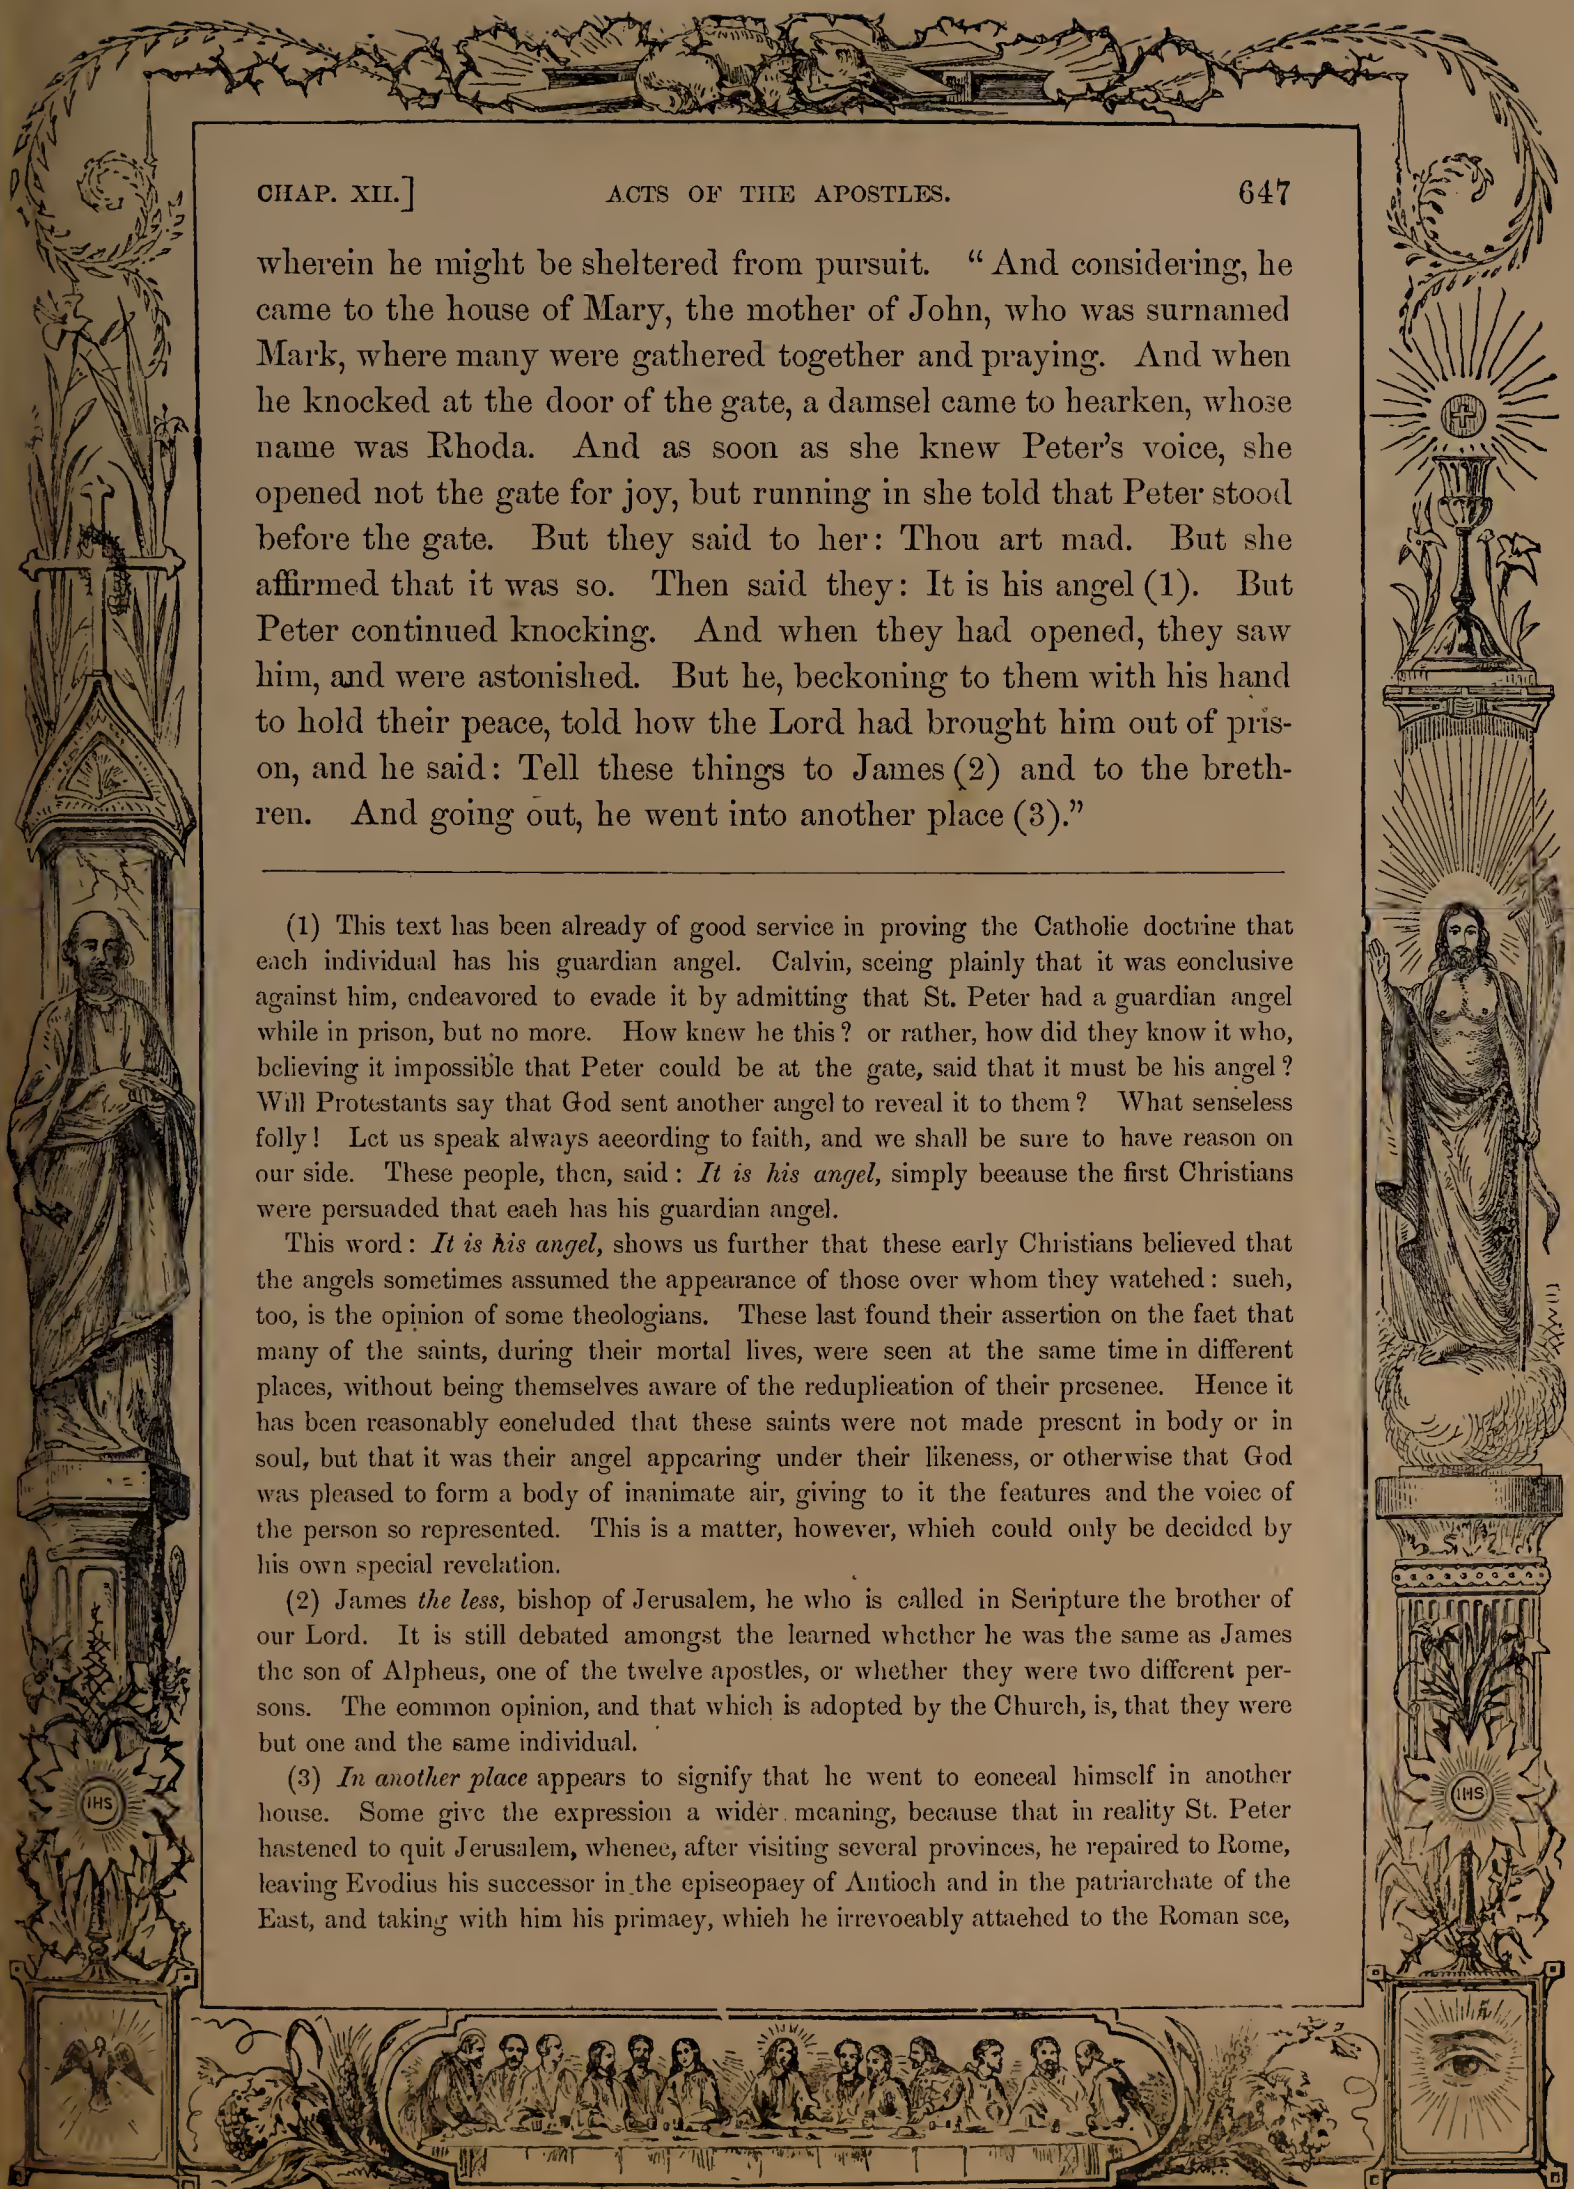 CHAP. XII.] ACTS OF THE APOSTLES. 647
wherein he might be sheltered from pursuit. “And considering, he
came to the house of Mary, the mother of John, who was surnamed
Mark, where many were gathered together and praying. And when
he knocked at the door of the gate, a damsel came to hearken, whose
name was Rhoda. And as soon as she knew Peter’s voice, she
opened not the gate for joy, but running in she told that Peter stood
before the gate. But they said to her: Thou art mad. But she
affirmed that it was so. Then said they: It is his angel (1). But
Peter continued knocking. And when they had opened, they saw
him, and were astonished. But he, beckoning to them with his hand
to hold their peace, told how the Lord had brought him out of pris-
on, and he said: Tell these things to James (2) and to the breth-
ren. And going out, he went into another place (3).”
(1) This text has been already of good service in proving the Catholic doctrine that
each individual has his guardian angel. Calvin, seeing plainly that it was conclusive
against him, endeavored to evade it by admitting that St. Peter had a guardian angel
while in prison, but no more. How knew he this? or rather, how did they know it who,
believing it impossible that Peter could be at the gate, said that it must be his angel?
Will Protestants say that God sent another angel to reveal it to them? What senseless
folly! Let us speak always according to faith, and we shall be sure to have reason on
our side. These people, then, said: It is his angel, simply because the first Christians
were persuaded that each has his guardian angel.
This word: It is his angel, shows us further that these early Christians believed that
the angels sometimes assumed the appearance of those over whom they watched: such,
too, is the opinion of some theologians. These last found their assertion on the fact that
many of the saints, during their mortal lives, were seen at the same time in different
places, without being themselves aware of the reduplication of their presence. Hence it
has been reasonably concluded that these saints were not made present in body or in
soul, but that it was their angel appearing under their likeness, or otherwise that God
was pleased to form a body of inanimate air, giving to it the features and the voice of
the person so represented. This is a matter, however, which could only be decided by
his own special revelation.
(2) James the less, bishop of Jerusalem, he who is called in Scripture the brother of
our Lord. It is still debated amongst the learned whether he was the same as James
the son of Alpheus, one of the twelve apostles, or whether they were two different per-
sons. The common opinion, and that which is adopted by the Church, is, that they were
but one and the same individual.
(3) In another place appears to signify that he went to conceal himself in another
house. Some give the expression a wider meaning, because that in reality St. Peter
hastened to quit Jerusalem, whence, after visiting several provinces, he repaired to Rome,
leaving Evodius his successor in the episcopacy of Antioch and in the patriarchate of the
East, and taking with him his primacy, which he irrevocably attached to the Roman see,
IHS
IHS